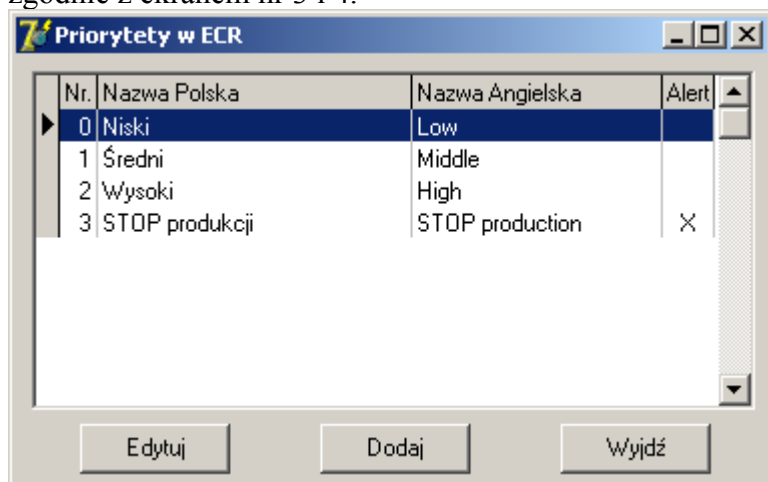 zgodnie z ekranem nr 3 i 4.
Priorytety w ECR
Nr. Nazwa Polska Nazwa Angielska Alert
0 Niski Low
1 Średni Middle
2 Wysoki High
3 STOP produkcji STOP production X
Edytuj Dodaj Wyjdź